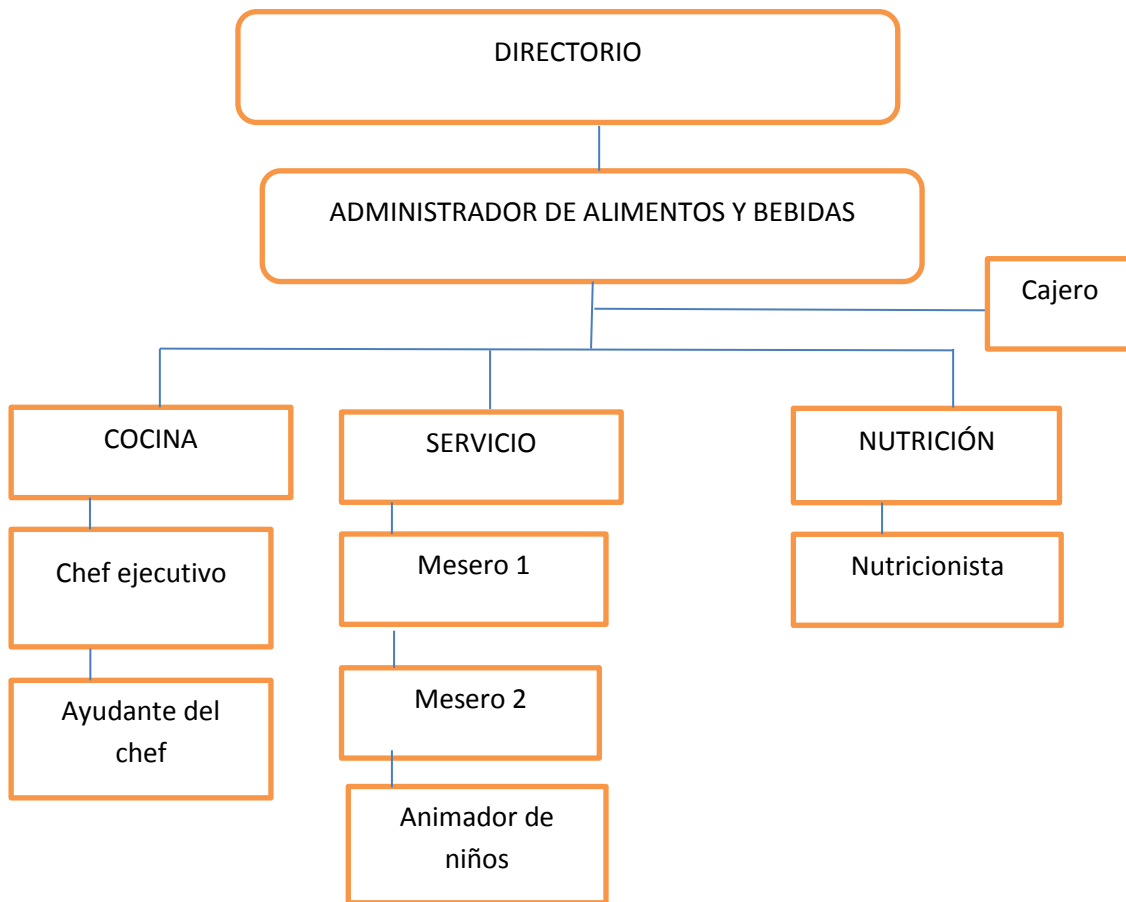 DIRECTORIO
ADMINISTRADOR DE ALIMENTOS Y BEBIDAS
Cajero
COCINA
SERVICIO
NUTRICIÓN
Chef ejecutivo
Mesero 1
Nutricionista
Ayudante del
chef
Mesero 2
Animador de
niños